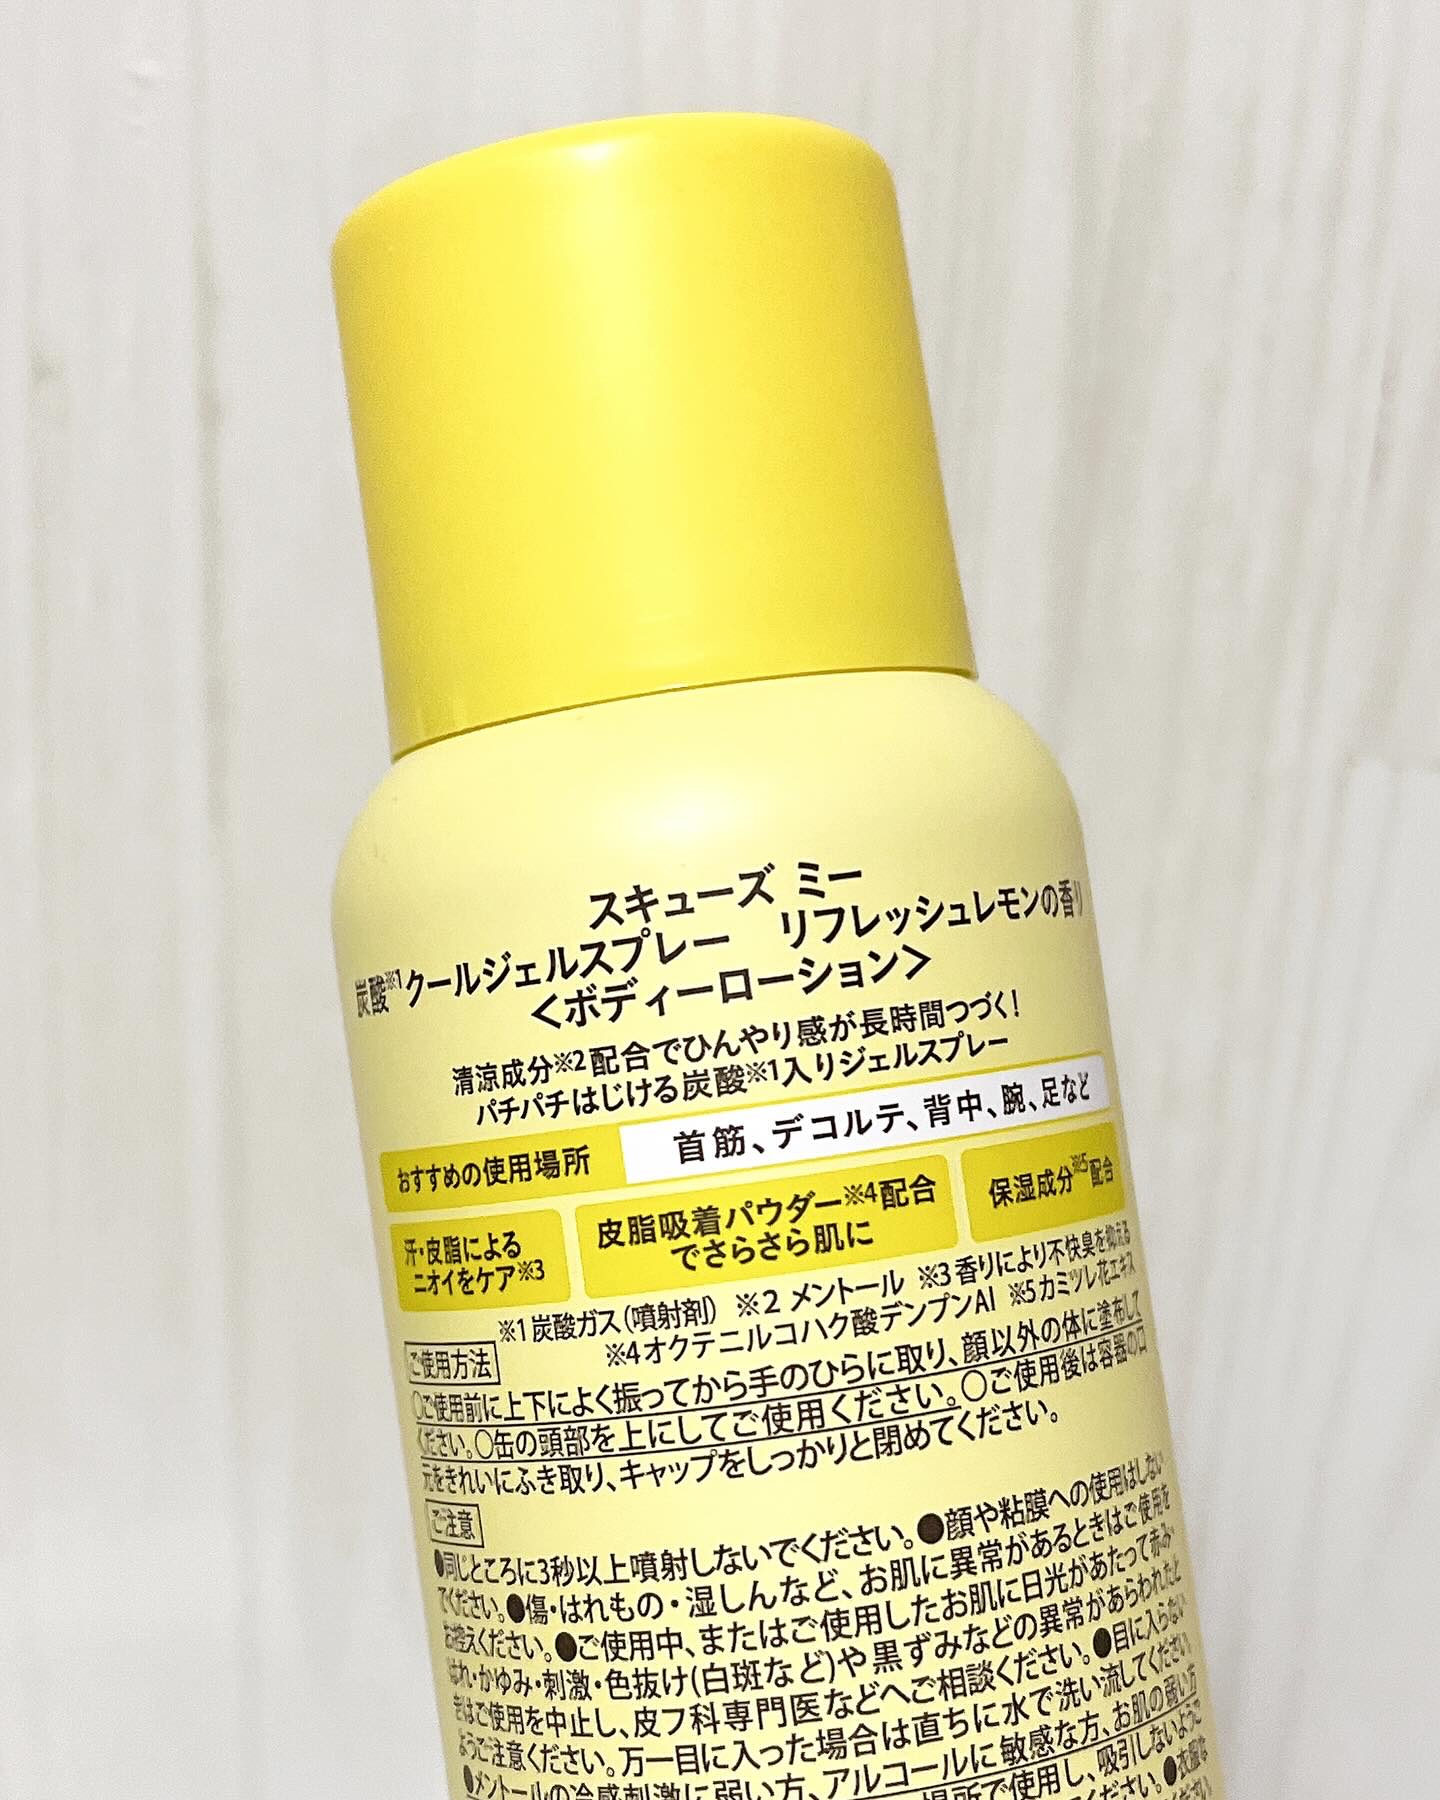 スキューズ ミー
炭酸※1クールジェルスプレー リフレッシュレモンの香り
<ボディーローション>
清涼成分※2配合でひんやり感が長時間つづく!
パチパチはじける炭酸※1入りジェルスプレー
おすすめの使用場所 首筋、デコルテ、背中、腕、足など
汗・皮脂による
ニオイをケア※3
皮脂吸着パウダー※4配合
でさらさら肌に
保湿成分※5配合
※1炭酸ガス(噴射剤) ※2 メントール ※3香りにより不快臭を抑える
※4オクテニルコハク酸デンプンAl ※5カミツレ花エキス
ご使用方法
○ご使用前に上下によく振ってから手のひらに取り、顔以外の体に塗布して
ください。○缶の頭部を上にしてご使用ください。○ご使用後は容器の口
元をきれいにふき取り、キャップをしっかりと閉めてください。
ご注意
●同じところに3秒以上噴射しないでください。●顔や粘膜への使用はしない
でください。●傷・はれもの・湿しんなど、お肌に異常があるときはご使用を
お控えください。●ご使用中、またはご使用したお肌に日光があたって赤み・
はれ・かゆみ・刺激・色抜け(白斑など)や黒ずみなどの異常があらわれたと
きはご使用を中止し、皮フ科専門医などへご相談ください。●目に入らない
ようご注意ください。万一目に入った場合は直ちに水で洗い流してください。
●メントールの冷感刺激に弱い方、アルコールに敏感な方、お肌の弱い方
場所で使用し、吸引しないように
ください。●衣服な